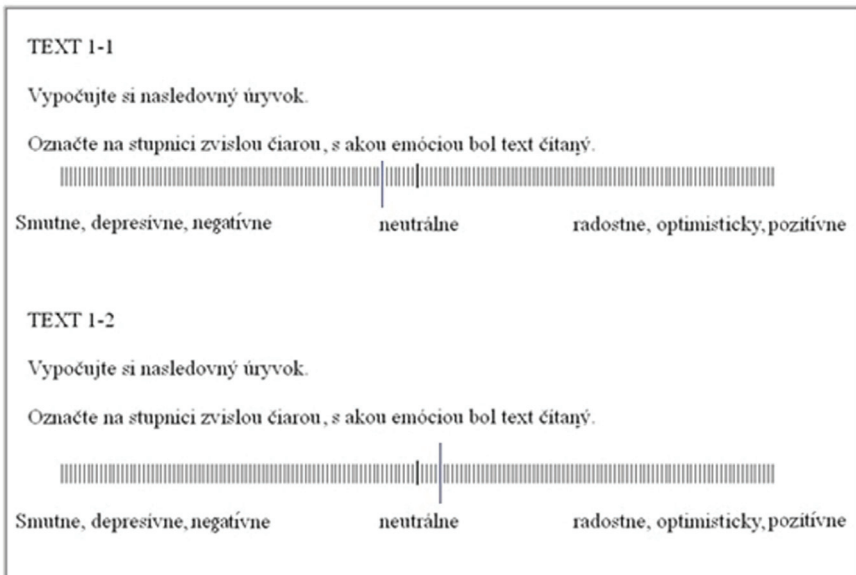 TEXT 1-1
Vypočujte si nasledovný úryvok.
Označte na stupnici zvislou čiarou, s akou emóciou bol text čítaný.
Smutne, depresívne, negatívne neutrálne radostne, optimisticky, pozitívne
TEXT 1-2
Vypočujte si nasledovný úryvok.
Označte na stupnici zvislou čiarou, s akou emóciou bol text čítaný.
Smutne, depresívne, negatívne neutrálne radostne, optimisticky, pozitívne